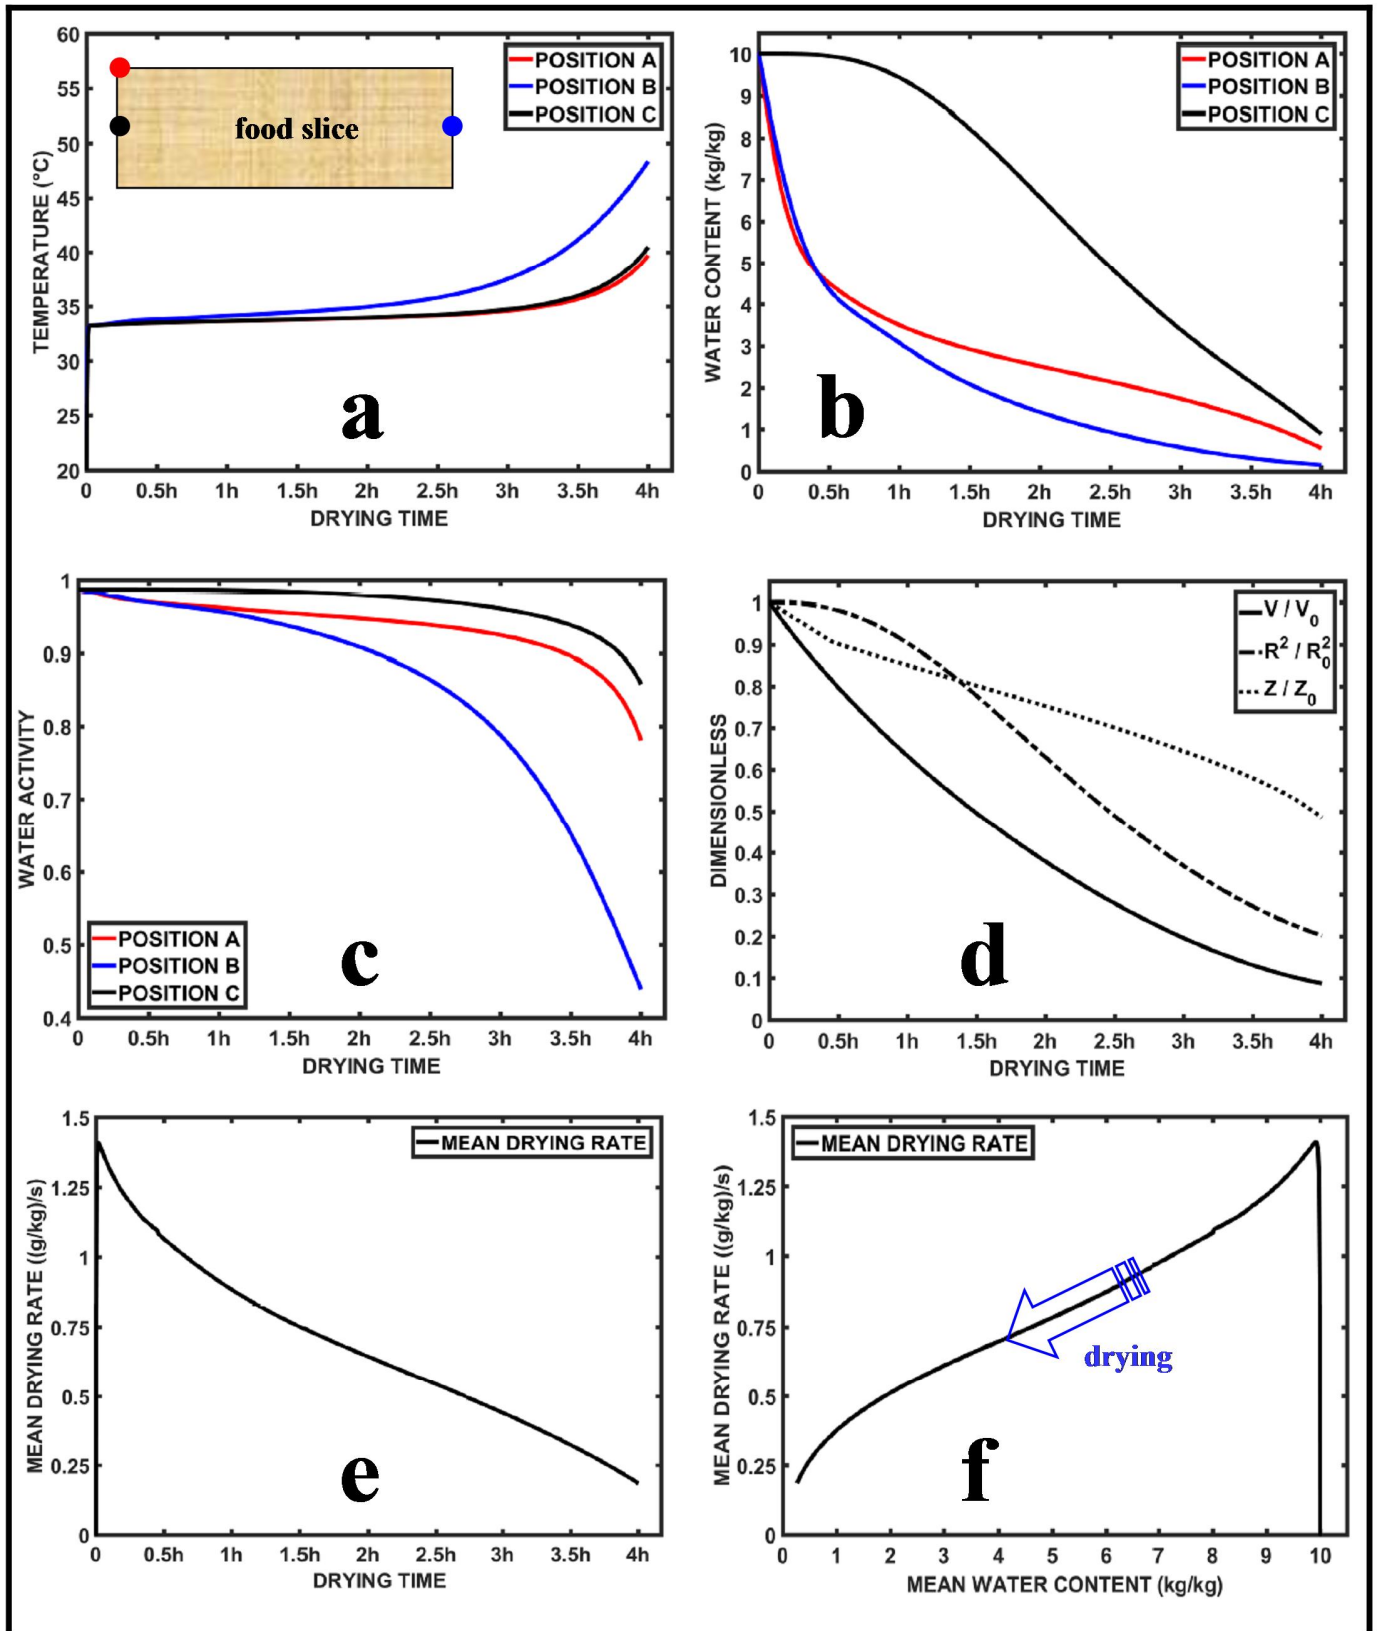 60
55
50
45
40
35
30
25
20
TEMPERATURE (°C)
POSITION A
POSITION B
POSITION C
food slice
a
0 0.5h 1h 1.5h 2h 2.5h 3h 3.5h 4h
DRYING TIME
10
9
8
7
6
5
4
3
2
1
0
WATER CONTENT (kg/kg)
POSITION A
POSITION B
POSITION C
b
0 0.5h 1h 1.5h 2h 2.5h 3h 3.5h 4h
DRYING TIME
1
0.9
0.8
0.7
0.6
0.5
0.4
WATER ACTIVITY
POSITION A
POSITION B
POSITION C
c
0 0.5h 1h 1.5h 2h 2.5h 3h 3.5h 4h
DRYING TIME
1
0.9
0.8
0.7
0.6
0.5
0.4
0.3
0.2
0.1
0
DIMENSIONLESS
V / V₀
R² / R₀²
Z / Z₀
d
0 0.5h 1h 1.5h 2h 2.5h 3h 3.5h 4h
DRYING TIME
1.5
1.25
1
0.75
0.5
0.25
0
MEAN DRYING RATE ((g/kg)/s)
MEAN DRYING RATE
e
0 0.5h 1h 1.5h 2h 2.5h 3h 3.5h 4h
DRYING TIME
1.5
1.25
1
0.75
0.5
0.25
0
MEAN DRYING RATE ((g/kg)/s)
MEAN DRYING RATE
drying
f
0 1 2 3 4 5 6 7 8 9 10
MEAN WATER CONTENT (kg/kg)